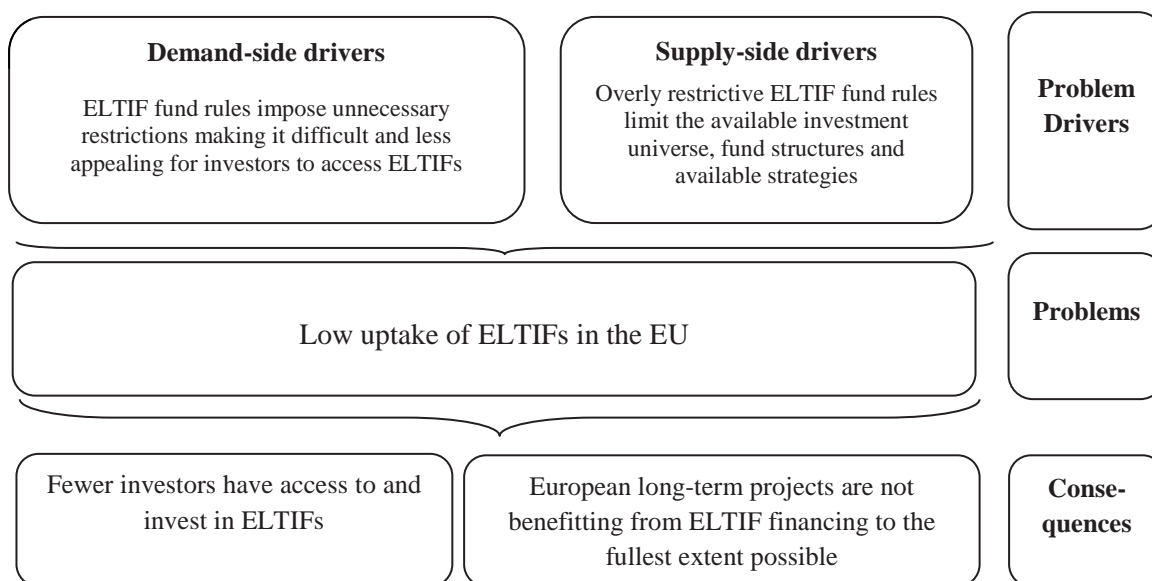 Demand-side drivers
ELTIF fund rules impose unnecessary
restrictions making it difficult and less
appealing for investors to access ELTIFs
Supply-side drivers
Overly restrictive ELTIF fund rules
limit the available investment
universe, fund structures and
available strategies
Problem
Drivers
Low uptake of ELTIFs in the EU
Problems
Fewer investors have access to and
invest in ELTIFs
European long-term projects are not
benefitting from ELTIF financing to the
fullest extent possible
Conse-
quences